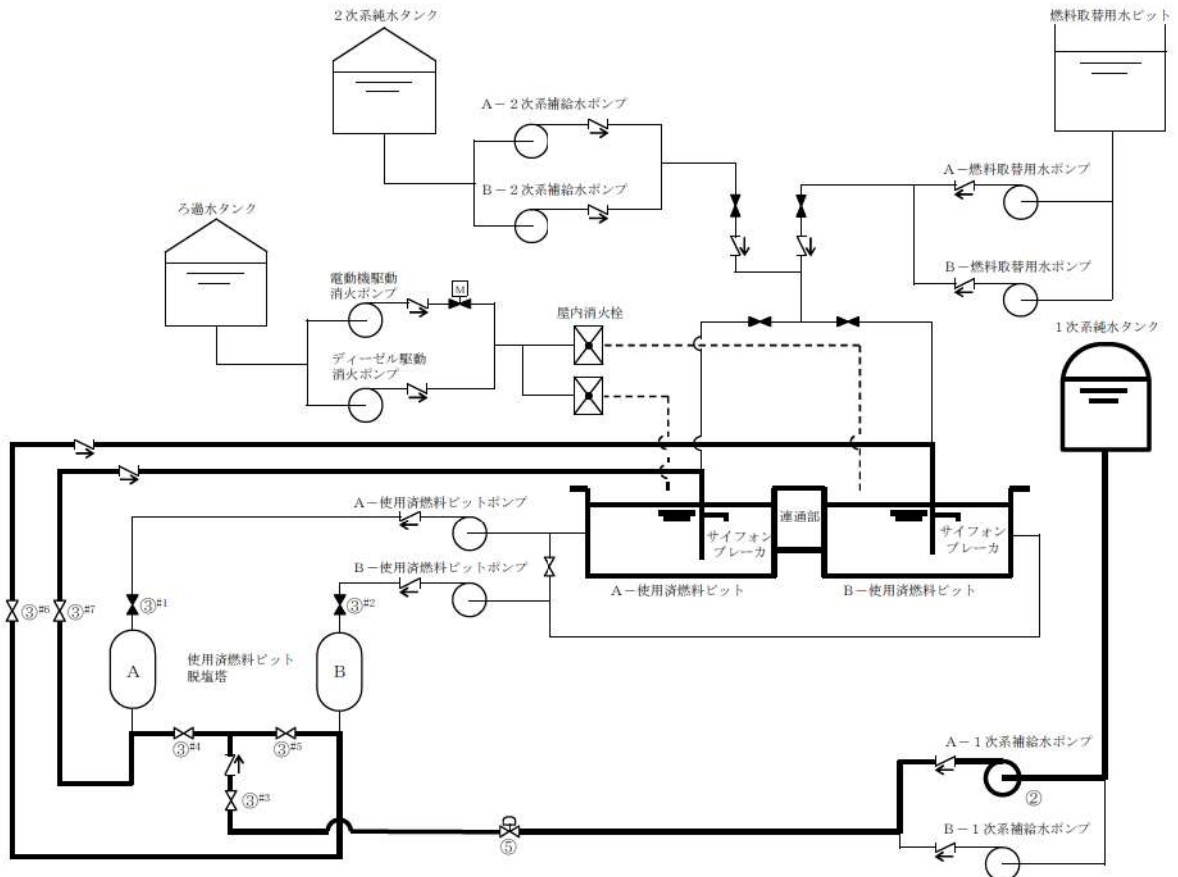 2次系純水タンク
燃料取替用水ピット
A-2次系補給水ポンプ
A-燃料取替用水ポンプ
B-2次系補給水ポンプ
ろ過水タンク
B-燃料取替用水ポンプ
電動機駆動
消火ポンプ
M
屋内消火栓
1次系純水タンク
ディーゼル駆動
消火ポンプ
A-使用済燃料ピットポンプ
連通部
サイフォン
ブレーカ
サイフォン
ブレーカ
B-使用済燃料ピットポンプ
A-使用済燃料ピット
B-使用済燃料ピット
③#6
③#7
③#1
③#2
A
使用済燃料ピット
脱塩塔
B
③#4
③#5
A-1次系補給水ポンプ
③#3
②
⑤
B-1次系補給水ポンプ